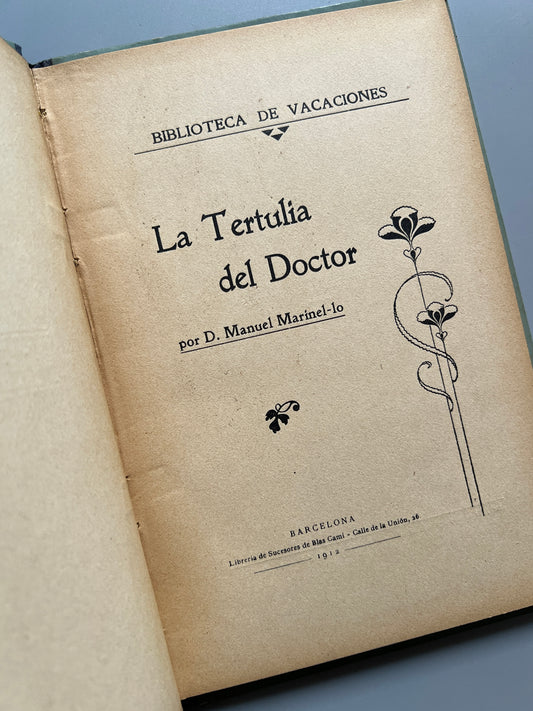 BIBLIOTECA DE VACACIONES
La Tertulia
del Doctor
por D. Manuel Marinel-lo
BARCELONA
Librería de Sucesores de Blas Camí - Calle de la Unión, 26
1912